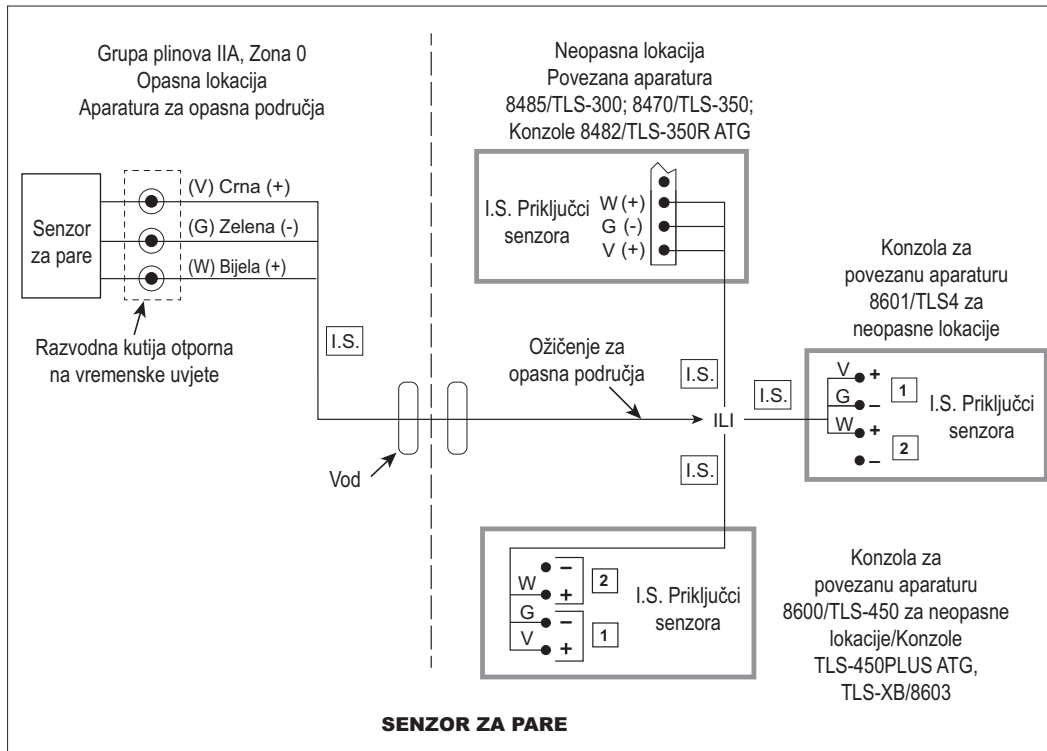 Grupa plinova IIA, Zona 0
Opasna lokacija
Aparatura za opasna područja
Neopasna lokacija
Povezana aparatura
8485/TLS-300; 8470/TLS-350;
Konzole 8482/TLS-350R ATG
Senzor
za pare
(V) Crna (+)
(G) Zelena (-)
(W) Bijela (+)
Razvodna kutija otporna
na vremenske uvjete
I.S.
Vod
I.S. Priključci
senzora
W (+)
G (-)
V (+)
Ožičenje za
opasna područja
I.S.
ILI
I.S.
I.S.
Konzola za
povezanu aparaturu
8601/TLS4 za
neopasne lokacije
V +
G –
W +
–
1
2
I.S. Priključci
senzora
–
W +
G –
V +
2
1
I.S. Priključci
senzora
Konzola za
povezanu aparaturu
8600/TLS-450 za neopasne
lokacije/Konzole
TLS-450PLUS ATG,
TLS-XB/8603
SENZOR ZA PARE